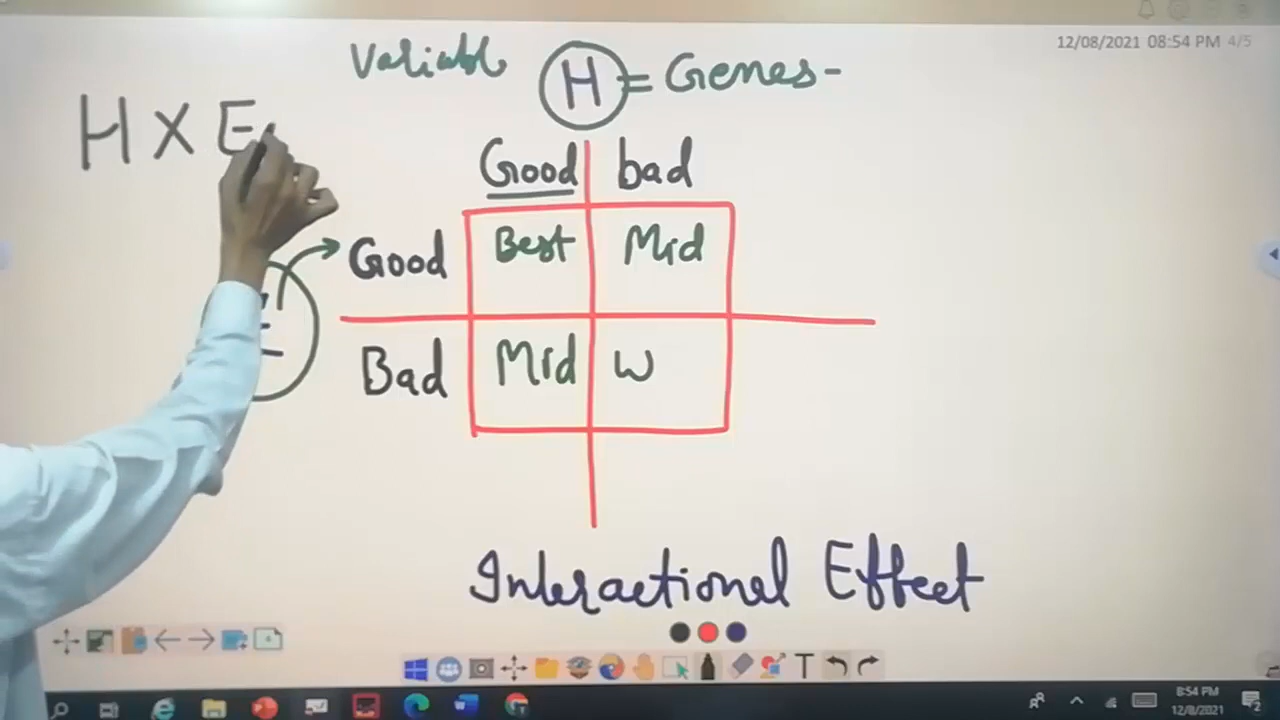 12/08/2021 08:54 PM 4/5
Variable H = Genes-
H X E
Good bad
Good Best Mid
Bad Mid W
Interactional Effect
T
8:54 PM
12/8/2021